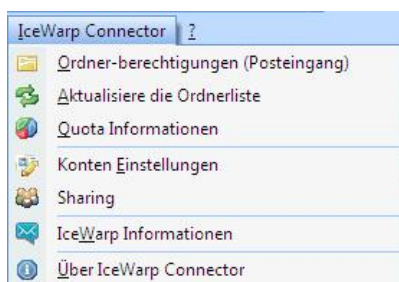 IceWarp Connector ?
Ordner-berechtigungen (Posteingang)
Aktualisiere die Ordnerliste
Quota Informationen
Konten Einstellungen
Sharing
IceWarp Informationen
Über IceWarp Connector